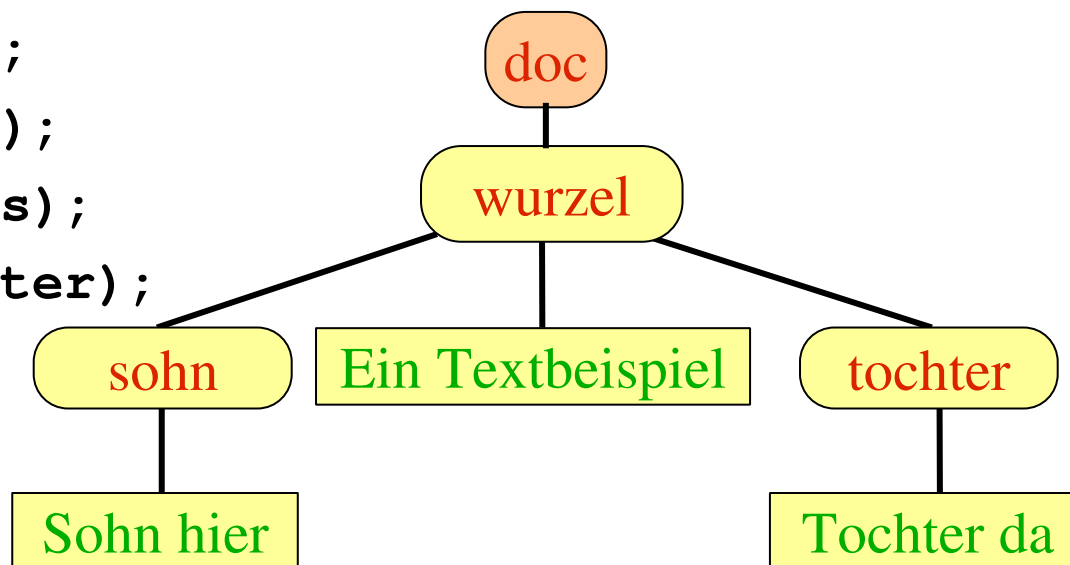 ;
doc
);
wurzel
s);
ter);
sohn
Ein Textbeispiel
tochter
Sohn hier
Tochter da